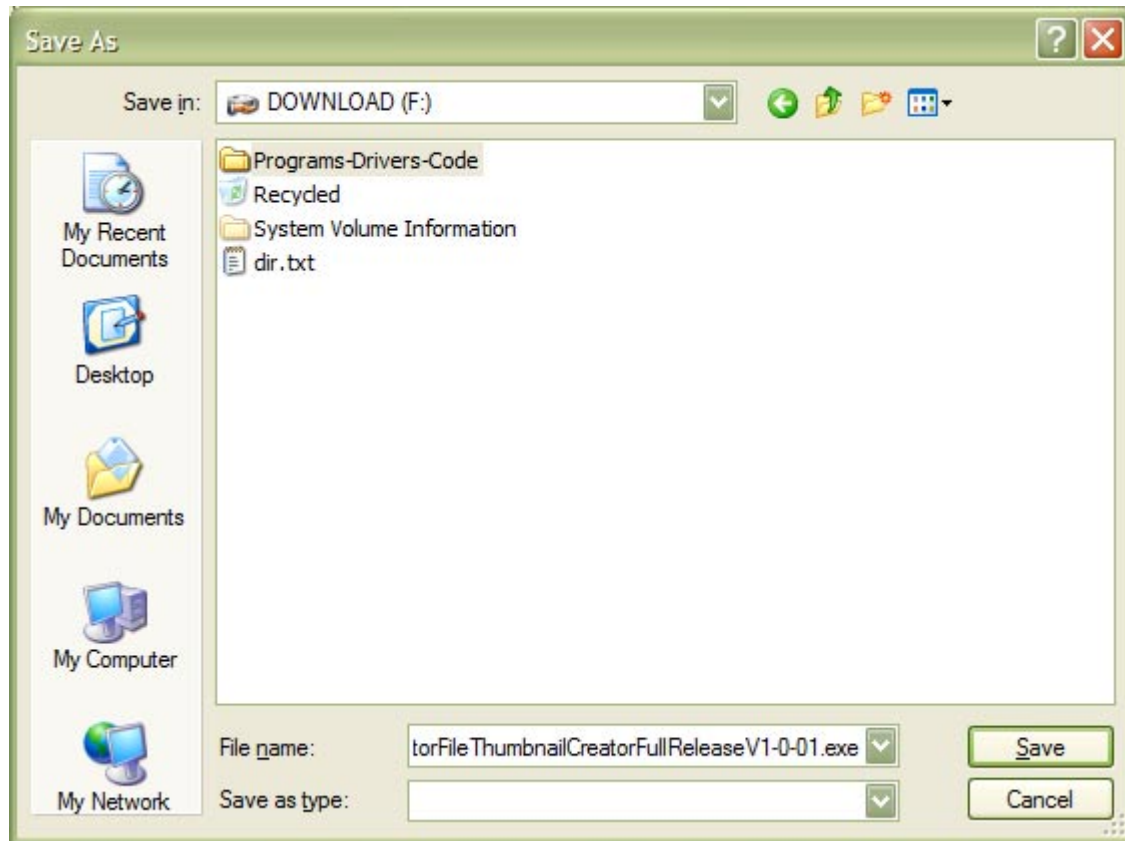 Save As
Save in:
DOWNLOAD (F:)
Programs-Drivers-Code
Recycled
System Volume Information
dir.txt
My Recent
Documents
Desktop
My Documents
My Computer
My Network
File name:
torFileThumbnailCreatorFullReleaseV1-0-01.exe
Save
Save as type:
Cancel